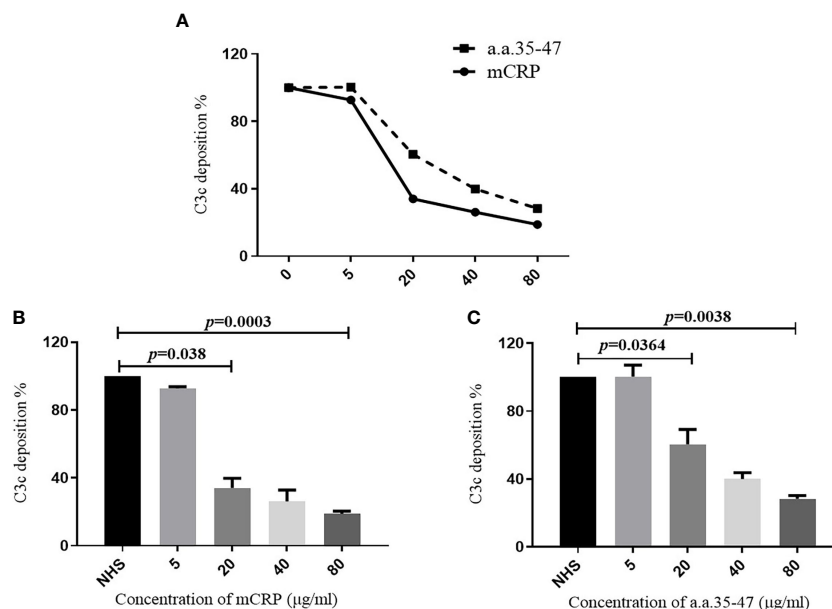 A
a.a.35-47
mCRP
C3c deposition %
120
80
40
0
0
5
20
40
80
B
p=0.0003
p=0.038
C3c deposition %
120
80
40
0
NHS
5
20
40
80
Concentration of mCRP (μg/ml)
C
p=0.0038
p=0.0364
C3c deposition %
120
80
40
0
NHS
5
20
40
80
Concentration of a.a.35-47 (μg/ml)